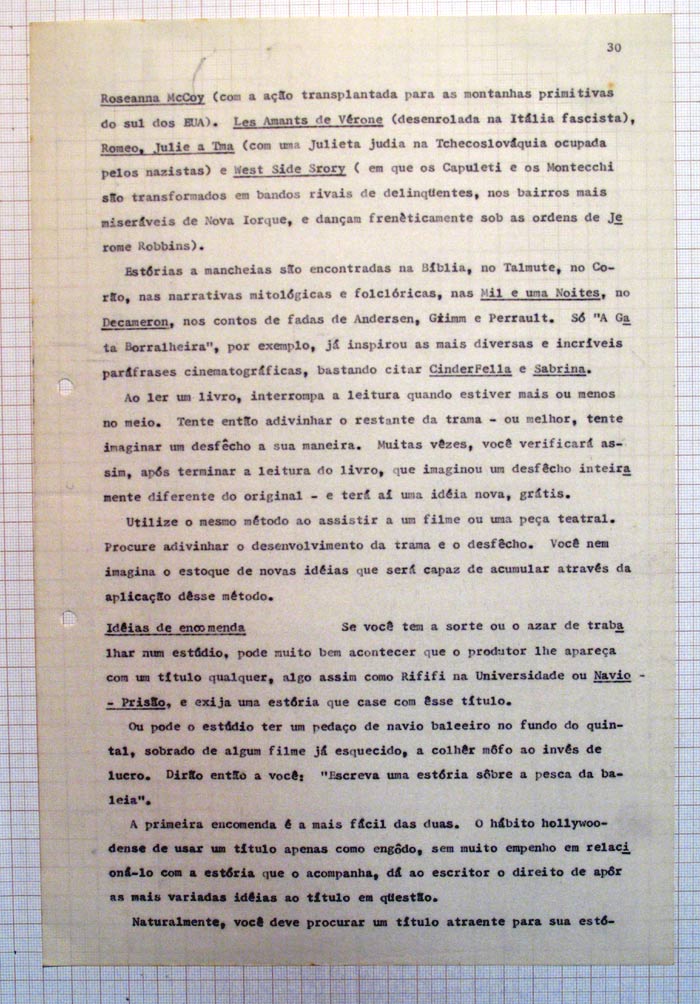 30
Roseanna McCoy (com a ação transplantada para as montanhas primitivas
do sul dos EUA).  Les Amants de Vérone (desenrolada na Itália fascista),
Romeo, Julie a Tma (com uma Julieta judia na Tchecoslováquia ocupada
pelos nazistas) e West Side Srory ( em que os Capuleti e os Montecchi
são transformados em bandos rivais de delinqüentes, nos bairros mais
miseráveis de Nova Iorque, e dançam frenèticamente sob as ordens de Je
rome Robbins).
Estórias a mancheias são encontradas na Bíblia, no Talmute, no Co-
rão, nas narrativas mitológicas e folclóricas, nas Mil e uma Noites, no
Decameron, nos contos de fadas de Andersen, Grimm e Perrault.  Só "A Ga
ta Borralheira", por exemplo, já inspirou as mais diversas e incríveis
paráfrases cinematográficas, bastando citar CinderFella e Sabrina.
Ao ler um livro, interrompa a leitura quando estiver mais ou menos
no meio.  Tente então adivinhar o restante da trama - ou melhor, tente
imaginar um desfêcho a sua maneira.  Muitas vêzes, você verificará as-
sim, após terminar a leitura do livro, que imaginou um desfêcho inteira
mente diferente do original - e terá aí uma idéia nova, grátis.
Utilize o mesmo método ao assistir a um filme ou uma peça teatral.
Procure adivinhar o desenvolvimento da trama e o desfêcho.  Você nem
imagina o estoque de novas idéias que será capaz de acumular através da
aplicação dêsse método.
Idéias de encomenda Se você tem a sorte ou o azar de traba
lhar num estúdio, pode muito bem acontecer que o produtor lhe apareça
com um título qualquer, algo assim como Rififi na Universidade ou Navio -
- Prisão, e exija uma estória que case com êsse título.
Ou pode o estúdio ter um pedaço de navio baleeiro no fundo do quin-
tal, sobrado de algum filme já esquecido, a colhêr môfo ao invés de
lucro.  Dirão então a você:  "Escreva uma estória sôbre a pesca da ba-
leia".
A primeira encomenda é a mais fácil das duas.  O hábito hollywoo-
dense de usar um título apenas como engôdo, sem muito empenho em relaci
oná-lo com a estória que o acompanha, dá ao escritor o direito de apôr
as mais variadas idéias ao título em qüestão.
Naturalmente, você deve procurar um título atraente para sua estó-